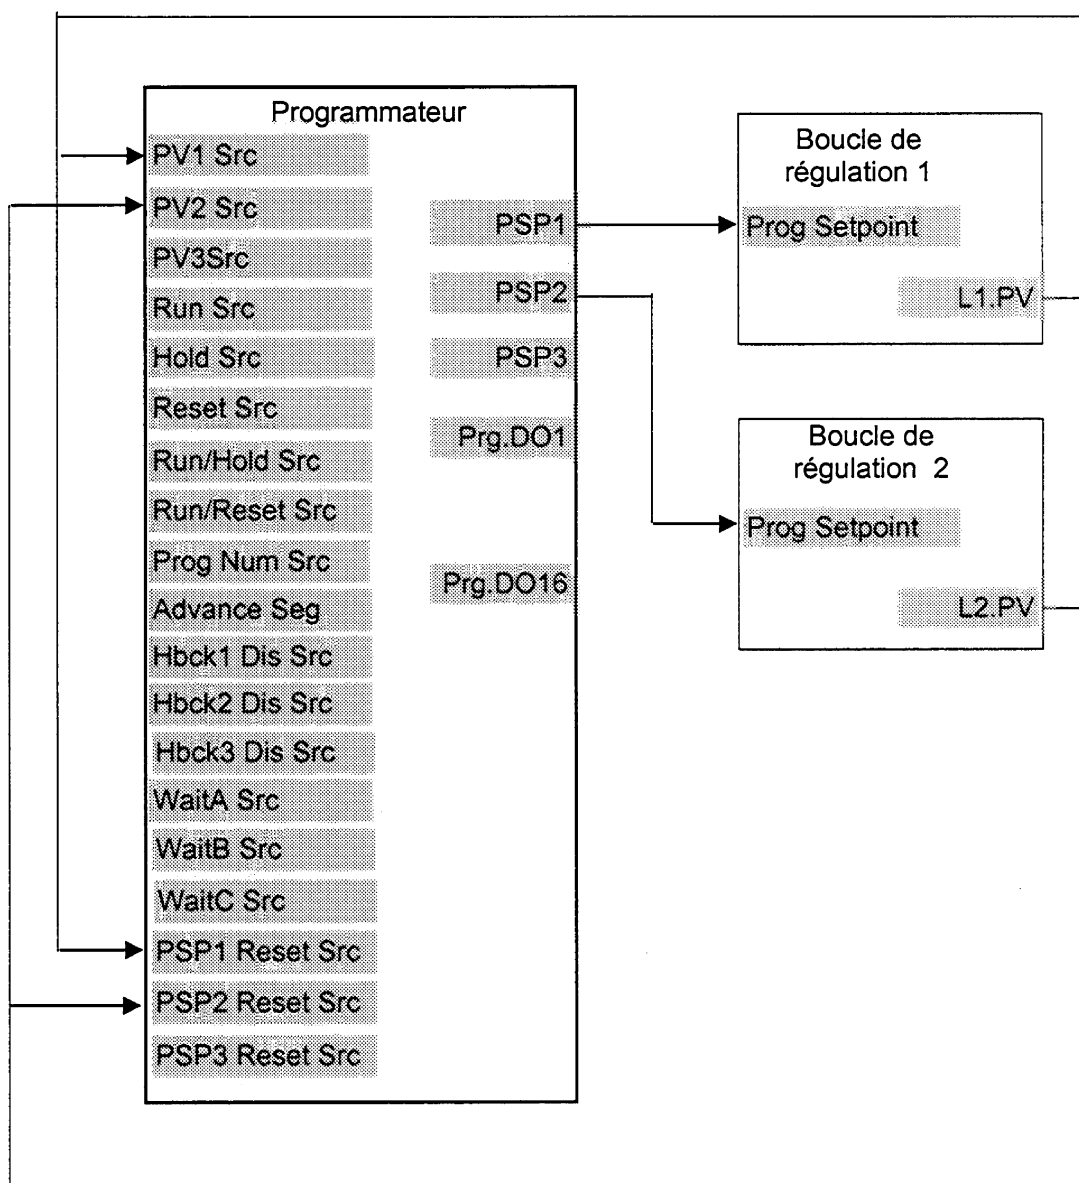 Programmateur
PV1 Src
PV2 Src
PV3Src
Run Src
Hold Src
Reset Src
Run/Hold Src
Run/Reset Src
Prog Num Src
Advance Seg
Hbck1 Dis Src
Hbck2 Dis Src
Hbck3 Dis Src
WaitA Src
WaitB Src
WaitC Src
PSP1 Reset Src
PSP2 Reset Src
PSP3 Reset Src
PSP1
PSP2
PSP3
Prg.DO1
Prg.DO16
Boucle de
régulation 1
Prog Setpoint
L1.PV
Boucle de
régulation 2
Prog Setpoint
L2.PV